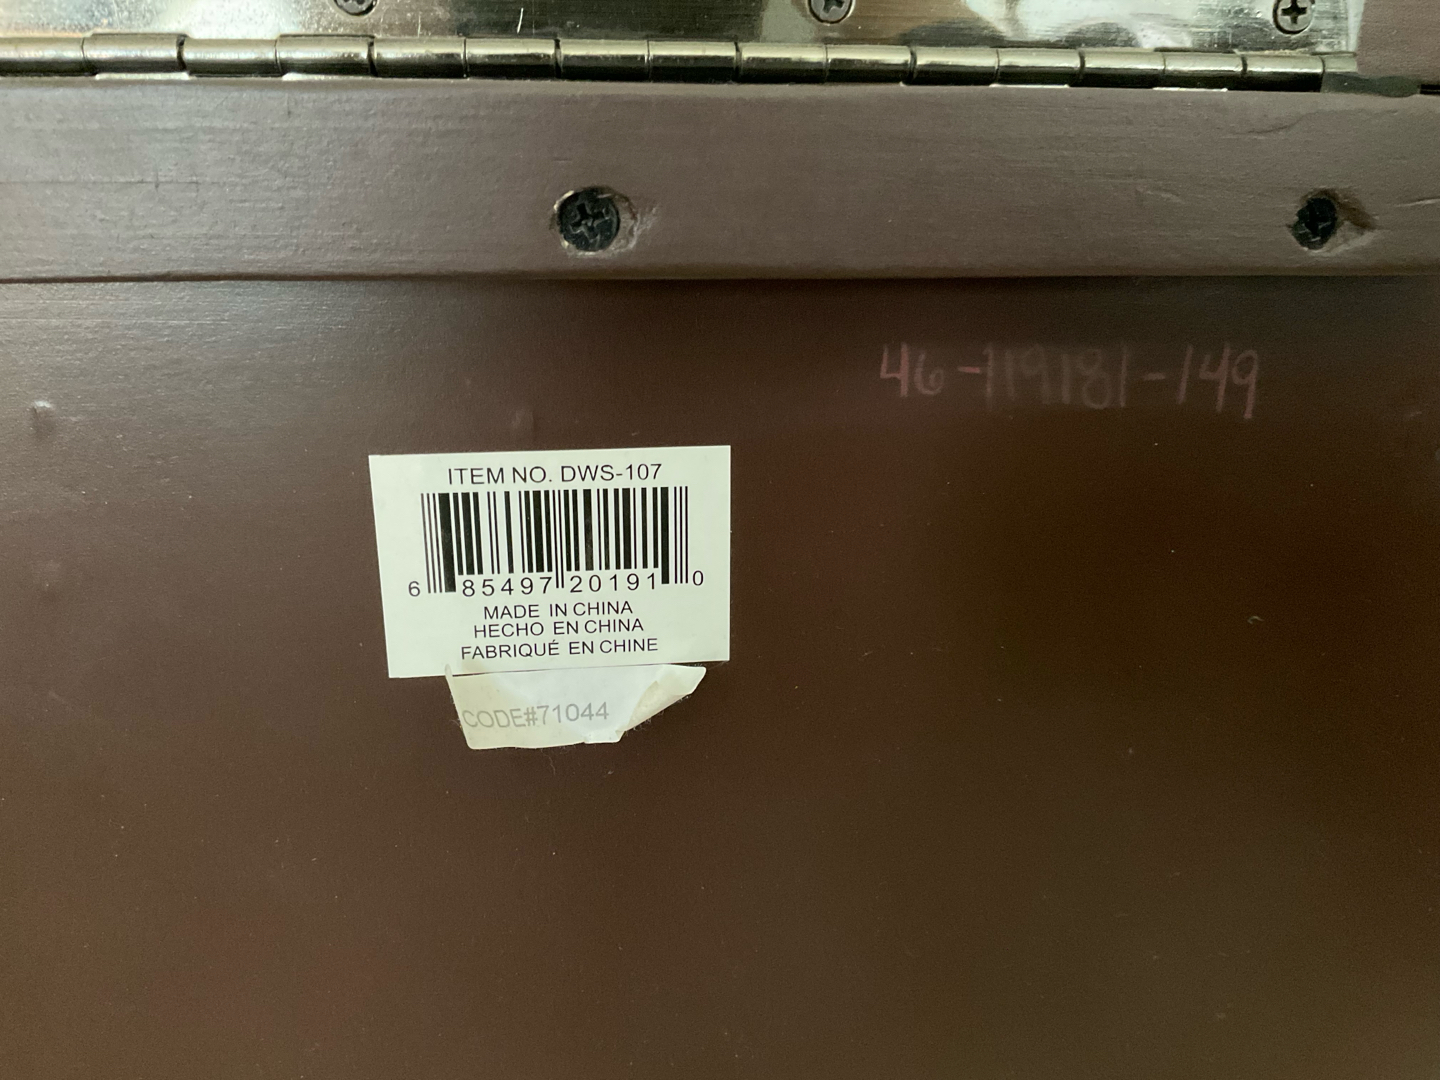 46-119181-149
ITEM NO. DWS-107
6 85497 20191 0
MADE IN CHINA
HECHO EN CHINA
FABRIQUÉ EN CHINE
CODE#71044